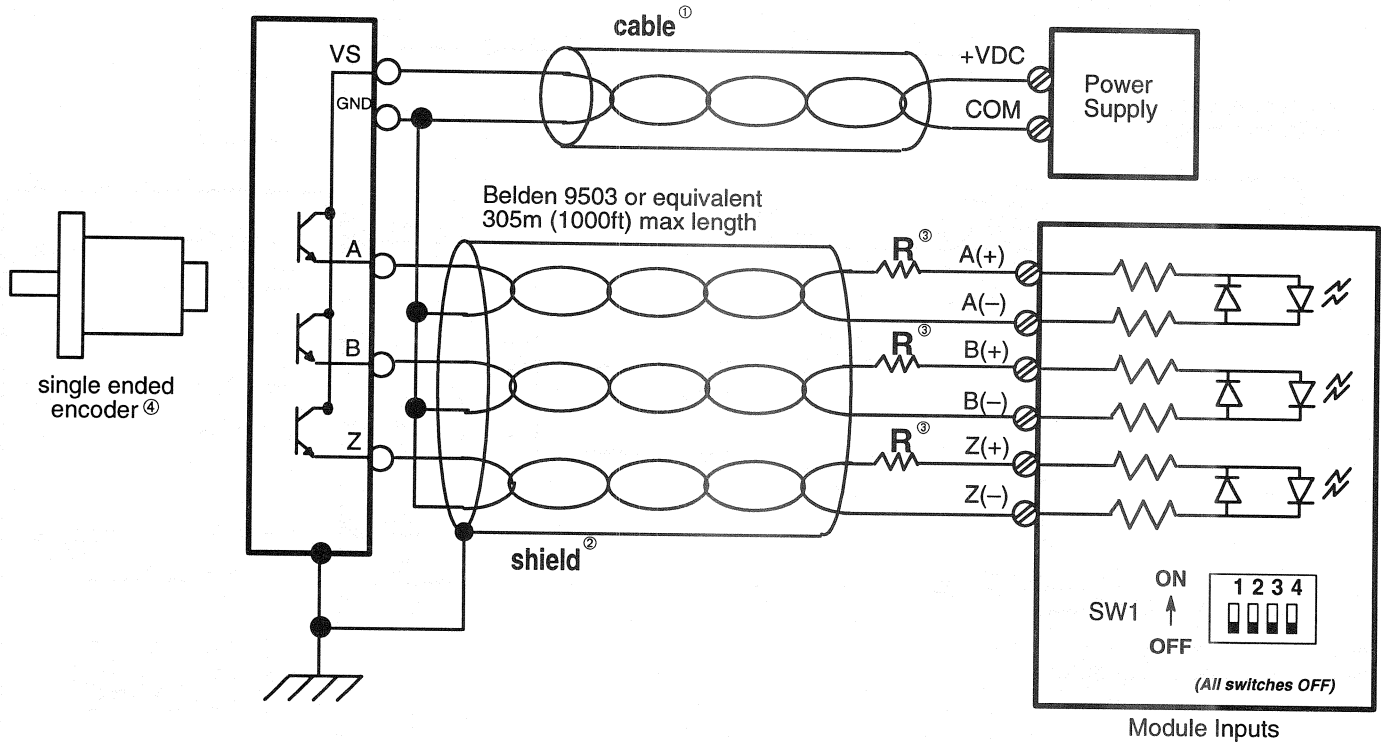 cable①
VS
GND
+VDC
COM
Power
Supply
Belden 9503 or equivalent
305m (1000ft) max length
single ended
encoder④
A
B
Z
R③
R③
R③
A(+)
A(–)
B(+)
B(–)
Z(+)
Z(–)
shield②
SW1
ON
OFF
1 2 3 4
(All switches OFF)
Module Inputs